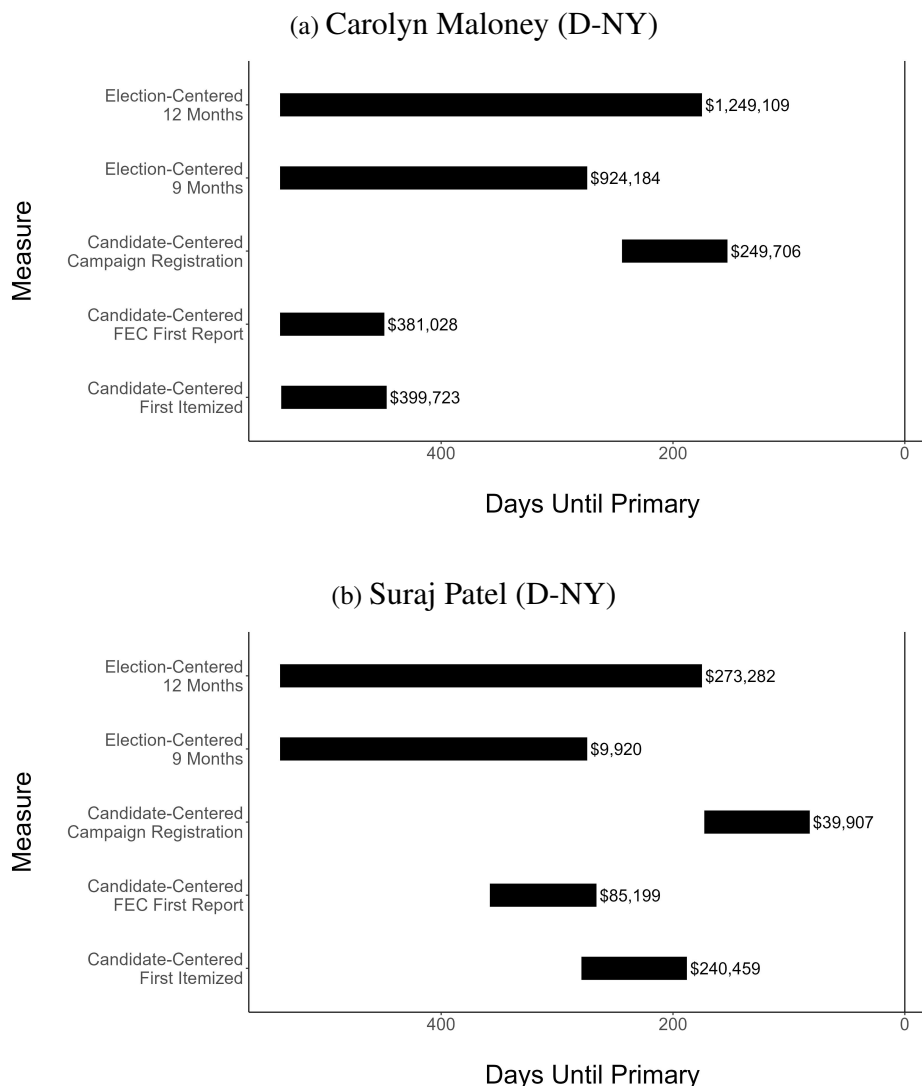 (a) Carolyn Maloney (D-NY)
Election-Centered
12 Months
$1,249,109
Election-Centered
9 Months
$924,184
Candidate-Centered
Campaign Registration
$249,706
Candidate-Centered
FEC First Report
$381,028
Candidate-Centered
First Itemized
$399,723
Measure
400
200
0
Days Until Primary
(b) Suraj Patel (D-NY)
Election-Centered
12 Months
$273,282
Election-Centered
9 Months
$9,920
Candidate-Centered
Campaign Registration
$39,907
Candidate-Centered
FEC First Report
$85,199
Candidate-Centered
First Itemized
$240,459
Measure
400
200
0
Days Until Primary